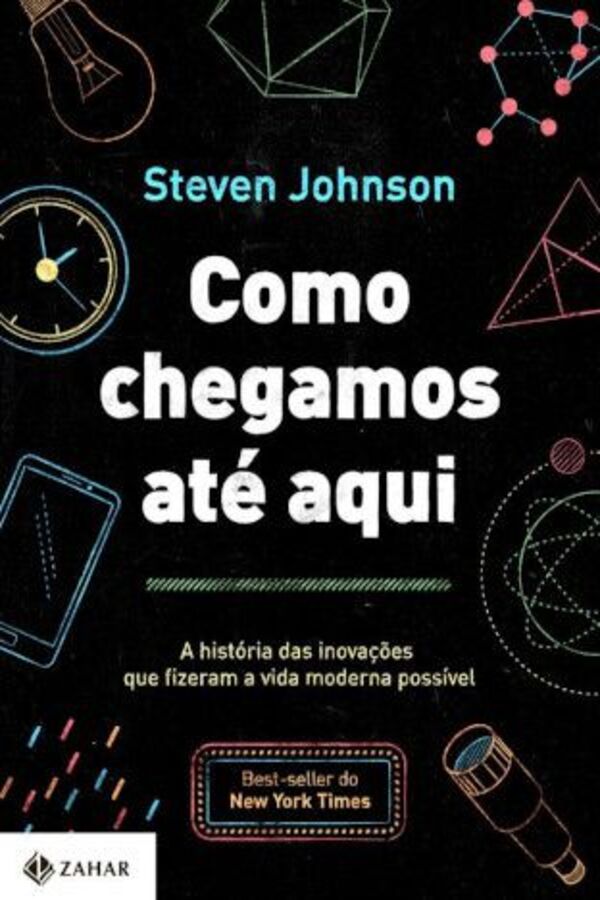 Steven Johnson
Como
chegamos
até aqui
A história das inovações
que fizeram a vida moderna possível
Best-seller do
New York Times
ZAHAR